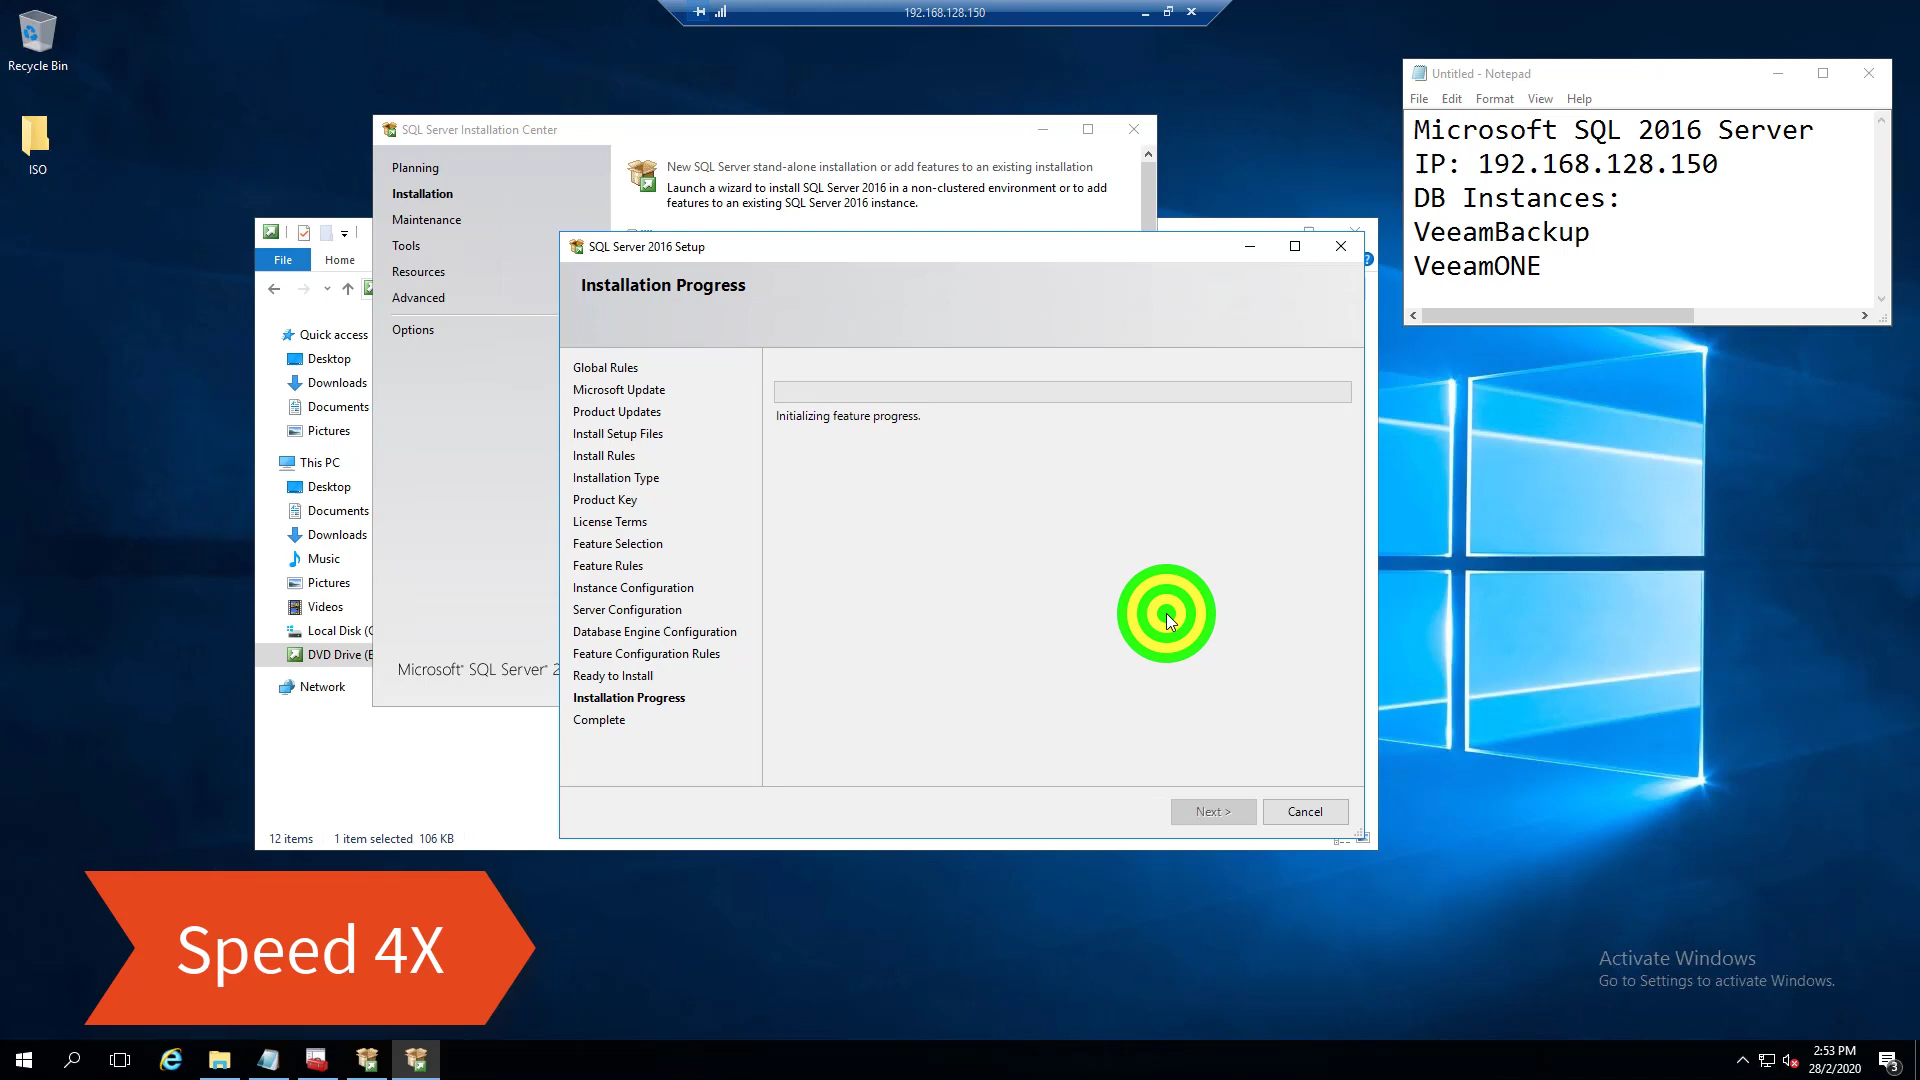 Recycle Bin
ISO
192.168.128.150
Untitled - Notepad
File Edit Format View Help
Microsoft SQL 2016 Server
IP: 192.168.128.150
DB Instances:
VeeamBackup
VeeamONE
SQL Server Installation Center
Planning
Installation
Maintenance
Tools
Resources
Advanced
Options
New SQL Server stand-alone installation or add features to an existing installation
Launch a wizard to install SQL Server 2016 in a non-clustered environment or to add
features to an existing SQL Server 2016 instance.
Microsoft SQL Server 2
File Home
Quick access
Desktop
Downloads
Documents
Pictures
This PC
Desktop
Documents
Downloads
Music
Pictures
Videos
Local Disk (C
DVD Drive (E
Network
12 items 1 item selected 106 KB
SQL Server 2016 Setup
Installation Progress
Global Rules
Microsoft Update
Product Updates
Install Setup Files
Install Rules
Installation Type
Product Key
License Terms
Feature Selection
Feature Rules
Instance Configuration
Server Configuration
Database Engine Configuration
Feature Configuration Rules
Ready to Install
Installation Progress
Complete
Initializing feature progress.
Next > Cancel
Speed 4X
Activate Windows
Go to Settings to activate Windows.
2:53 PM
28/2/2020
3